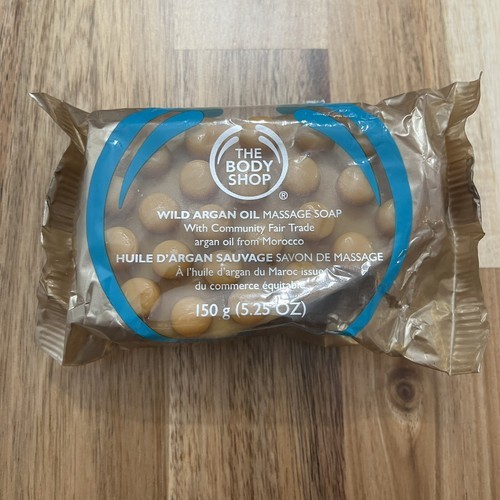 THE
BODY
SHOP
®
WILD ARGAN OIL MASSAGE SOAP
With Community Fair Trade
argan oil from Morocco
HUILE D'ARGAN SAUVAGE SAVON DE MASSAGE
À l'huile d'argan du Maroc issue
du commerce équitable
150 g (5.25 OZ)